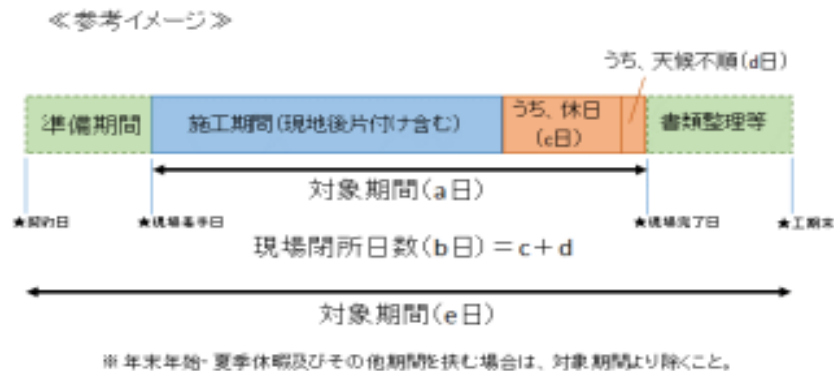 ≪参考イメージ≫
うち、天候不順(d日)
準備期間
施工期間(現地後片付け含む)
うち、休日
(c日)
書類整理等
対象期間(a日)
★契約日
★現場着手日
★現場完了日
★工期末
現場閉所日数(b日)=c+d
対象期間(e日)
※年末年始・夏季休暇及びその他期間を挟む場合は、対象期間より除くこと。